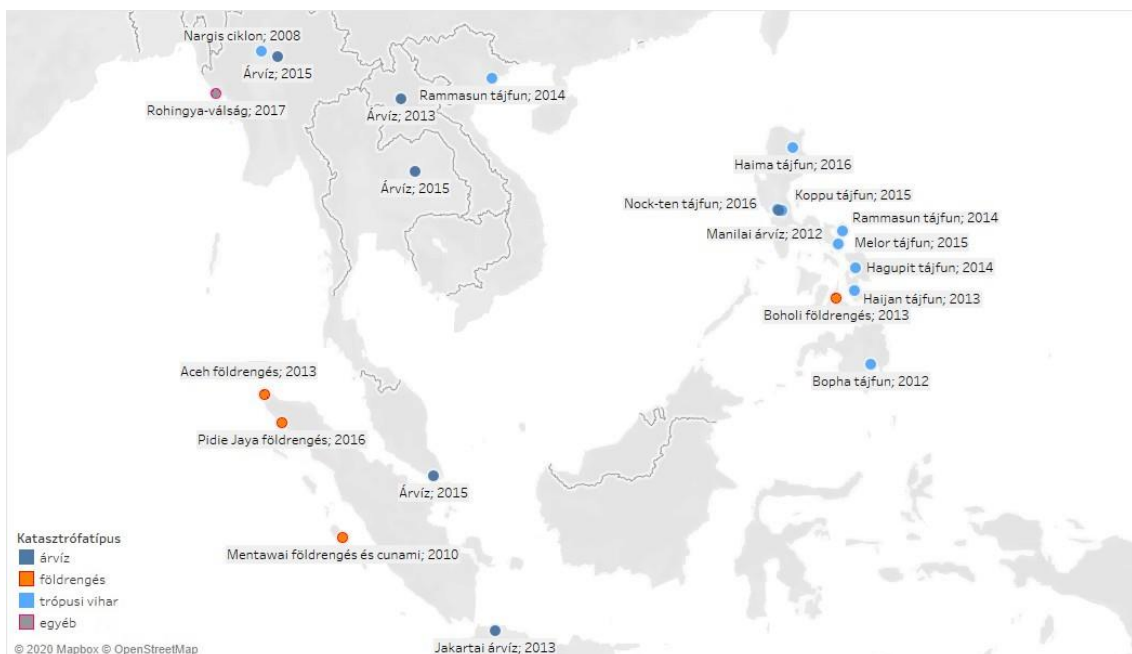 Nargis ciklon; 2008
Árvíz; 2015
Rohingya-válság; 2017
Rammasun tájfun; 2014
Árvíz; 2013
Árvíz; 2015
Haima tájfun; 2016
Nock-ten tájfun; 2016
Koppu tájfun; 2015
Manilai árvíz; 2012
Rammasun tájfun; 2014
Melor tájfun; 2015
Hagupit tájfun; 2014
Haijan tájfun; 2013
Boholi földrengés; 2013
Bopha tájfun; 2012
Aceh földrengés; 2013
Pidie Jaya földrengés; 2016
Árvíz; 2015
Mentawai földrengés és cunami; 2010
Jakartai árvíz; 2013
Katasztrófatípus
árvíz
földrengés
trópusi vihar
egyéb
© 2020 Mapbox © OpenStreetMap